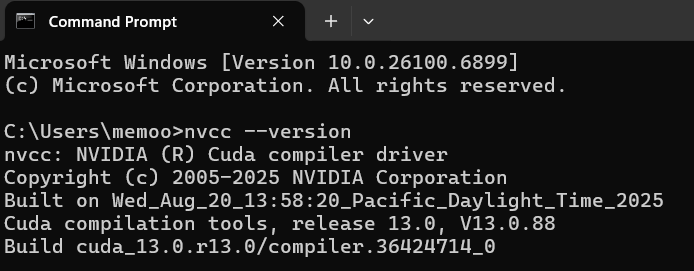 Command Prompt
Microsoft Windows [Version 10.0.26100.6899]
(c) Microsoft Corporation. All rights reserved.
C:\Users\memoo>nvcc --version
nvcc: NVIDIA (R) Cuda compiler driver
Copyright (c) 2005-2025 NVIDIA Corporation
Built on Wed_Aug_20_13:58:20_Pacific_Daylight_Time_2025
Cuda compilation tools, release 13.0, V13.0.88
Build cuda_13.0.r13.0/compiler.36424714_0